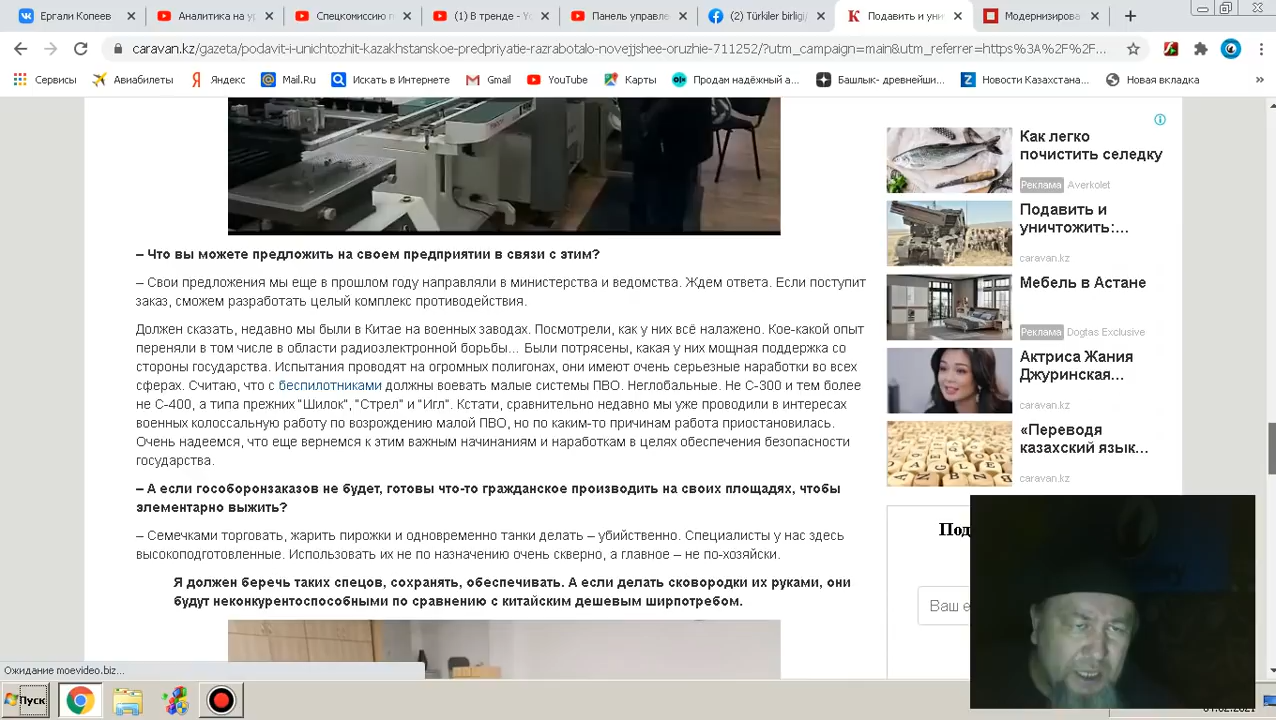 Ергали Копеев
Аналитика на ур
Спецкомиссию п
(1) В тренде - Yo
Панель управле
(2) Türkiler birligi/
Подавить и уни
Модернизирова
caravan.kz/gazeta/podavit-i-unichtozhit-kazakhstanskoe-predpriyatie-razrabotalo-novejjshee-oruzhie-711252/?utm_campaign=main&utm_referrer=https%3A%2F%2F...
Сервисы
Авиабилеты
Яндекс
Mail.Ru
Искать в Интернете
Gmail
YouTube
Карты
Продам надёжный а...
Башлык- древнейши...
Новости Казахстана...
Новая вкладка
– Что вы можете предложить на своем предприятии в связи с этим?
– Свои предложения мы еще в прошлом году направляли в министерства и ведомства. Ждем ответа. Если поступит
заказ, сможем разработать целый комплекс противодействия.
Должен сказать, недавно мы были в Китае на военных заводах. Посмотрели, как у них всё налажено. Кое-какой опыт
переняли в том числе в области радиоэлектронной борьбы… Были потрясены, какая у них мощная поддержка со
стороны государства. Испытания проводят на огромных полигонах, они имеют очень серьезные наработки во всех
сферах. Считаю, что с беспилотниками должны воевать малые системы ПВО. Неглобальные. Не С-300 и тем более
не С-400, а типа прежних "Шилок", "Стрел" и "Игл". Кстати, сравнительно недавно мы уже проводили в интересах
военных колоссальную работу по возрождению малой ПВО, но по каким-то причинам работа приостановилась.
Очень надеемся, что еще вернемся к этим важным начинаниям и наработкам в целях обеспечения безопасности
государства.
– А если гособоронзаказов не будет, готовы что-то гражданское производить на своих площадях, чтобы
элементарно выжить?
– Семечками торговать, жарить пирожки и одновременно танки делать – убийственно. Специалисты у нас здесь
высокоподготовленные. Использовать их не по назначению очень скверно, а главное – не по-хозяйски.
Я должен беречь таких спецов, сохранять, обеспечивать. А если делать сковородки их руками, они
будут неконкурентоспособными по сравнению с китайским дешевым ширпотребом.
Как легко
почистить селедку
Реклама Averkolet
Подавить и
уничтожить:...
caravan.kz
Мебель в Астане
Реклама Dogtas Exclusive
Актриса Жания
Джуринская...
caravan.kz
«Переводя
казахский язык...
caravan.kz
Под
Ваш e
Ожидание moevideo.biz...
Пуск